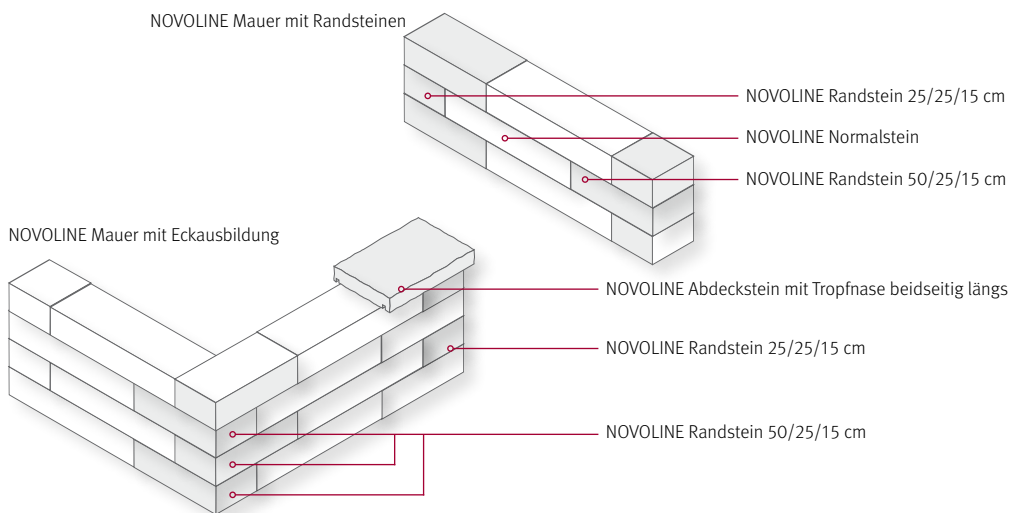 NOVOLINE Mauer mit Randsteinen
NOVOLINE Randstein 25/25/15 cm
NOVOLINE Normalstein
NOVOLINE Randstein 50/25/15 cm
NOVOLINE Mauer mit Eckausbildung
NOVOLINE Abdeckstein mit Tropfnase beidseitig längs
NOVOLINE Randstein 25/25/15 cm
NOVOLINE Randstein 50/25/15 cm